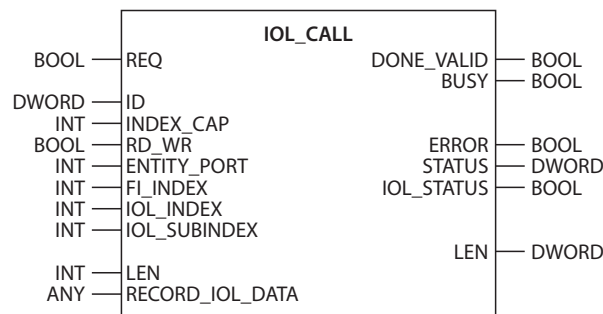 IOL_CALL
BOOL REQ DONE_VALID BOOL
BUSY BOOL
DWORD ID
INT INDEX_CAP
BOOL RD_WR ERROR BOOL
INT ENTITY_PORT STATUS DWORD
INT FI_INDEX IOL_STATUS BOOL
INT IOL_INDEX
INT IOL_SUBINDEX
LEN DWORD
INT LEN
ANY RECORD_IOL_DATA